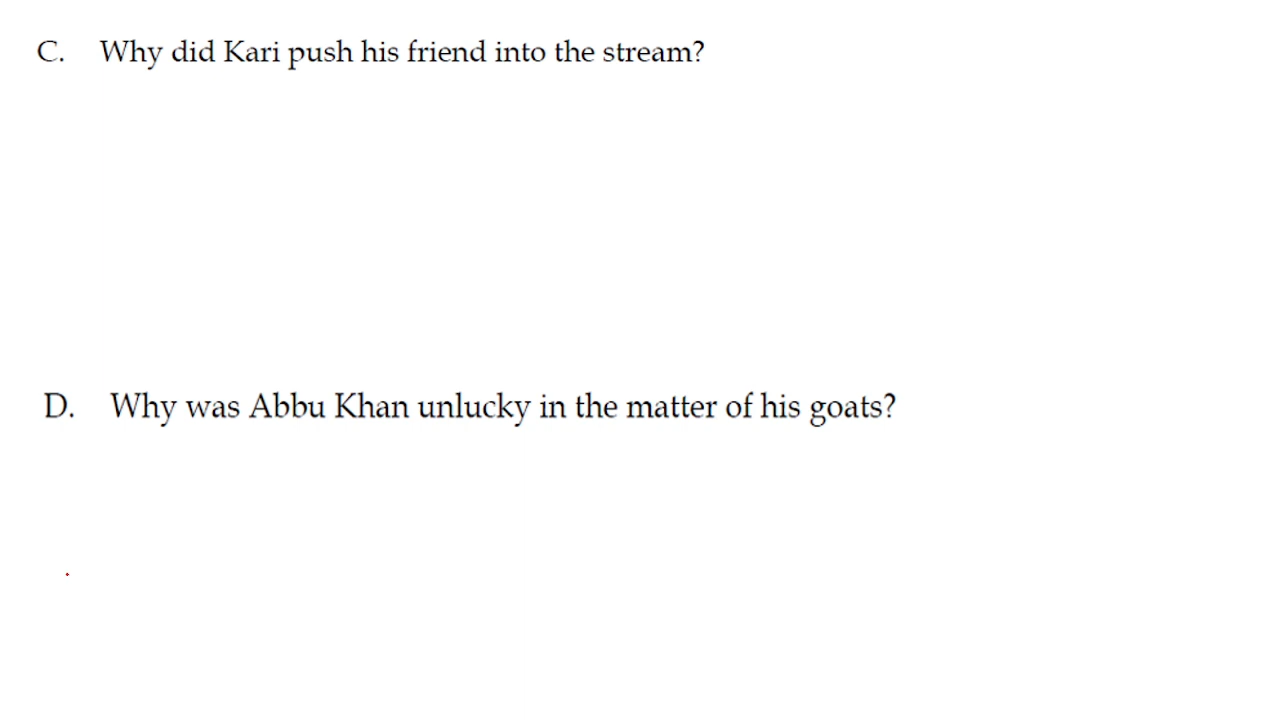 C. Why did Kari push his friend into the stream?
D. Why was Abbu Khan unlucky in the matter of his goats?